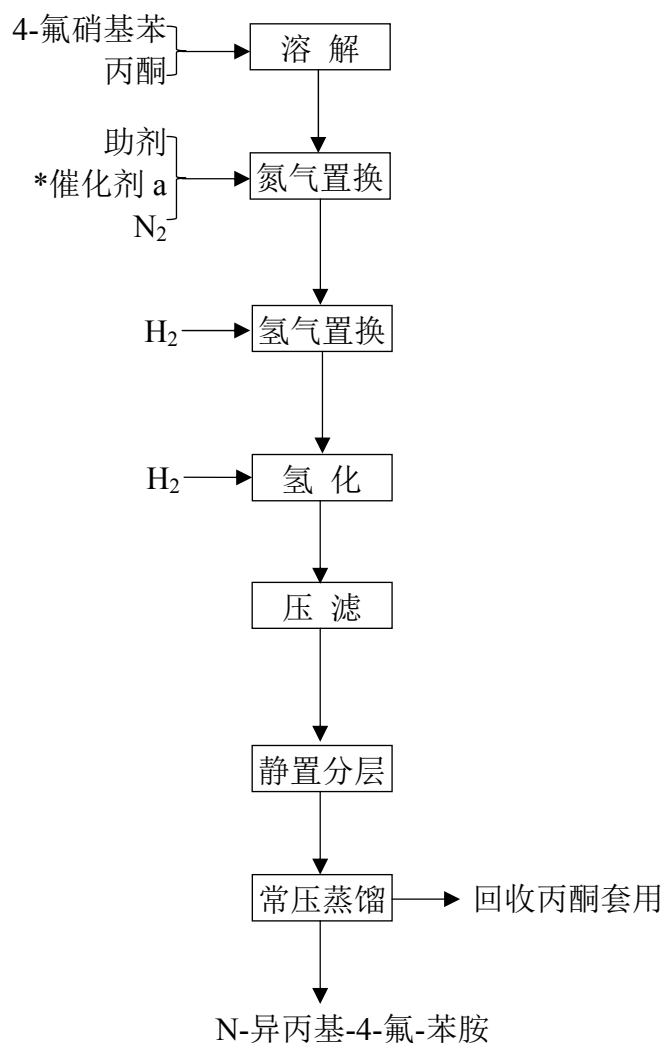 4-氟硝基苯
丙酮
溶 解
助剂
*催化剂 a
N₂
氮气置换
H₂
氢气置换
H₂
氢 化
压 滤
静置分层
常压蒸馏
回收丙酮套用
N-异丙基-4-氟-苯胺